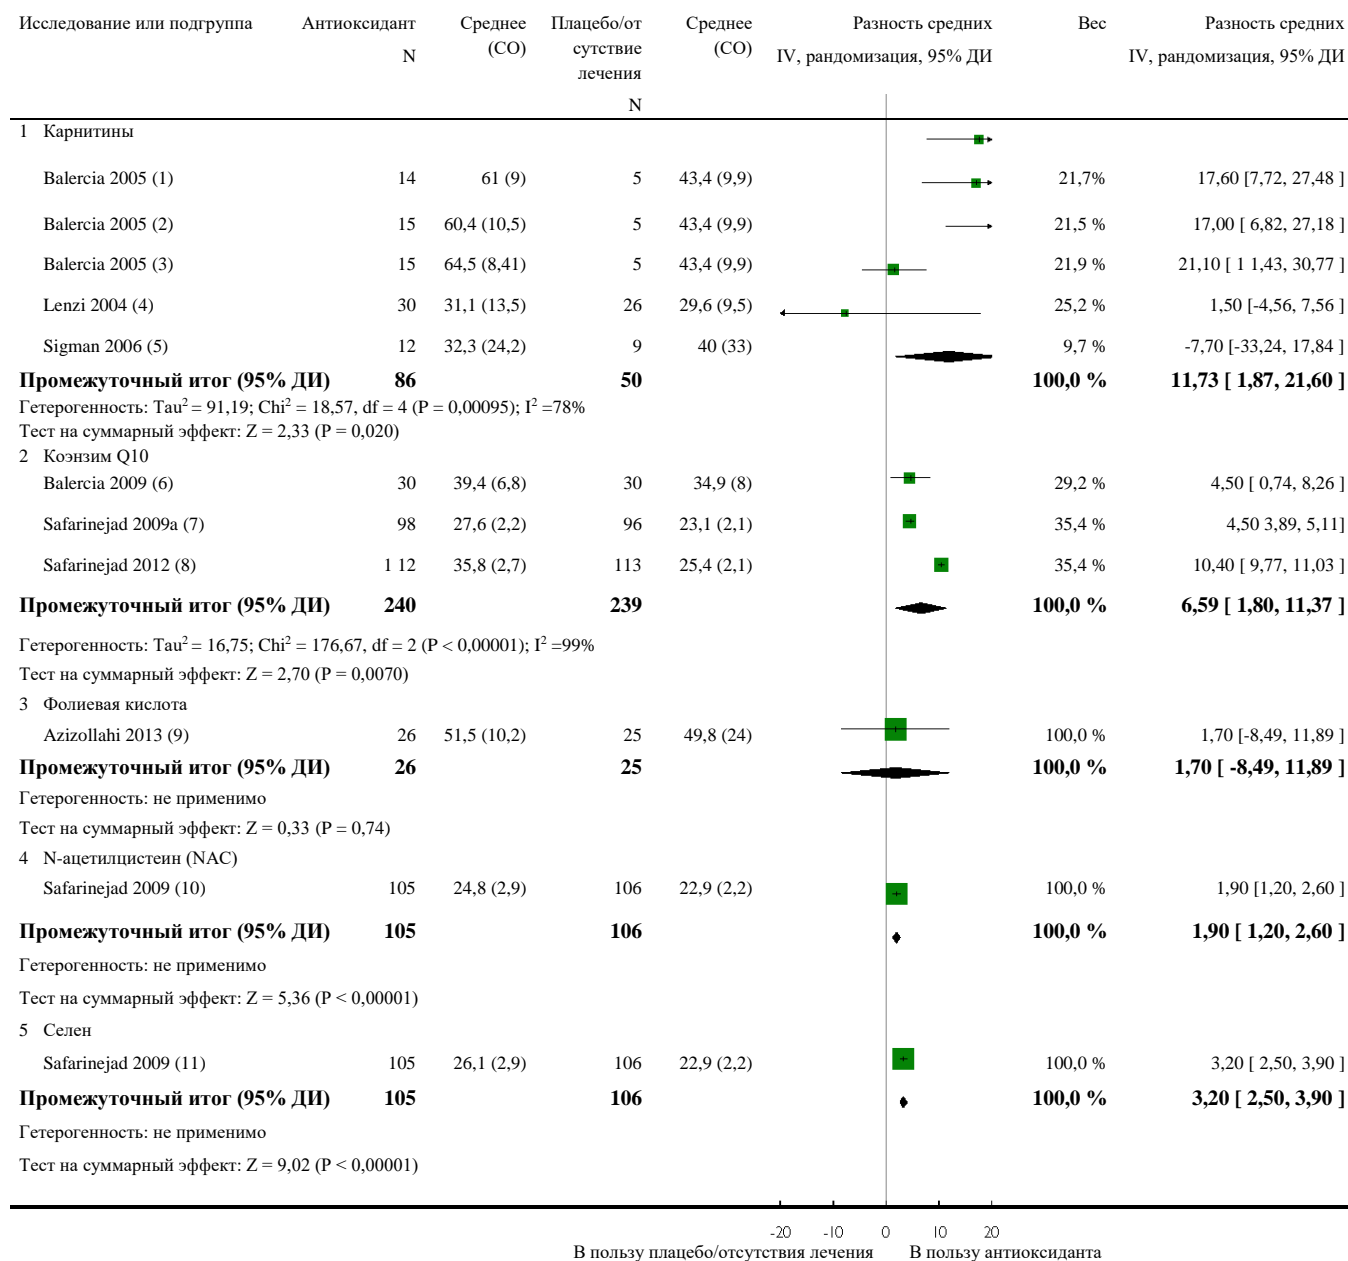 Исследование или подгруппа Антиоксидант Среднее Плацебо/от Среднее Разность средних Вес Разность средних
N (СО) сутствие (СО) IV, рандомизация, 95% ДИ IV, рандомизация, 95% ДИ
лечения
N
1 Карнитины
Balercia 2005 (1) 14 61 (9) 5 43,4 (9,9) 21,7% 17,60 [7,72, 27,48 ]
Balercia 2005 (2) 15 60,4 (10,5) 5 43,4 (9,9) 21,5 % 17,00 [ 6,82, 27,18 ]
Balercia 2005 (3) 15 64,5 (8,41) 5 43,4 (9,9) 21,9 % 21,10 [ 1 1,43, 30,77 ]
Lenzi 2004 (4) 30 31,1 (13,5) 26 29,6 (9,5) 25,2 % 1,50 [-4,56, 7,56 ]
Sigman 2006 (5) 12 32,3 (24,2) 9 40 (33) 9,7 % -7,70 [-33,24, 17,84 ]
Промежуточный итог (95% ДИ) 86 50 100,0 % 11,73 [ 1,87, 21,60 ]
Гетерогенность: Tau² = 91,19; Chi² = 18,57, df = 4 (P = 0,00095); I² =78%
Тест на суммарный эффект: Z = 2,33 (P = 0,020)
2 Коэнзим Q10
Balercia 2009 (6) 30 39,4 (6,8) 30 34,9 (8) 29,2 % 4,50 [ 0,74, 8,26 ]
Safarinejad 2009a (7) 98 27,6 (2,2) 96 23,1 (2,1) 35,4 % 4,50 3,89, 5,11]
Safarinejad 2012 (8) 1 12 35,8 (2,7) 113 25,4 (2,1) 35,4 % 10,40 [ 9,77, 11,03 ]
Промежуточный итог (95% ДИ) 240 239 100,0 % 6,59 [ 1,80, 11,37 ]
Гетерогенность: Tau² = 16,75; Chi² = 176,67, df = 2 (P < 0,00001); I² =99%
Тест на суммарный эффект: Z = 2,70 (P = 0,0070)
3 Фолиевая кислота
Azizollahi 2013 (9) 26 51,5 (10,2) 25 49,8 (24) 100,0 % 1,70 [-8,49, 11,89 ]
Промежуточный итог (95% ДИ) 26 25 100,0 % 1,70 [ -8,49, 11,89 ]
Гетерогенность: не применимо
Тест на суммарный эффект: Z = 0,33 (P = 0,74)
4 N-ацетилцистеин (NAC)
Safarinejad 2009 (10) 105 24,8 (2,9) 106 22,9 (2,2) 100,0 % 1,90 [1,20, 2,60 ]
Промежуточный итог (95% ДИ) 105 106 100,0 % 1,90 [ 1,20, 2,60 ]
Гетерогенность: не применимо
Тест на суммарный эффект: Z = 5,36 (P < 0,00001)
5 Селен
Safarinejad 2009 (11) 105 26,1 (2,9) 106 22,9 (2,2) 100,0 % 3,20 [ 2,50, 3,90 ]
Промежуточный итог (95% ДИ) 105 106 100,0 % 3,20 [ 2,50, 3,90 ]
Гетерогенность: не применимо
Тест на суммарный эффект: Z = 9,02 (P < 0,00001)
-20 -10 0 10 20
В пользу плацебо/отсутствия лечения В пользу антиоксиданта